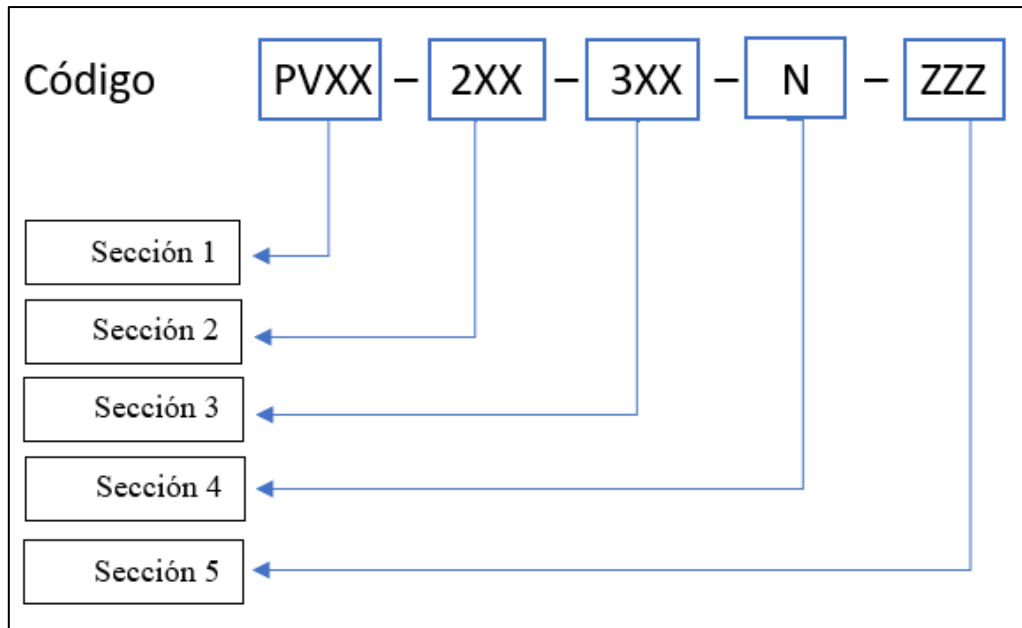 Código PVXX – 2XX – 3XX – N – ZZZ
Sección 1
Sección 2
Sección 3
Sección 4
Sección 5